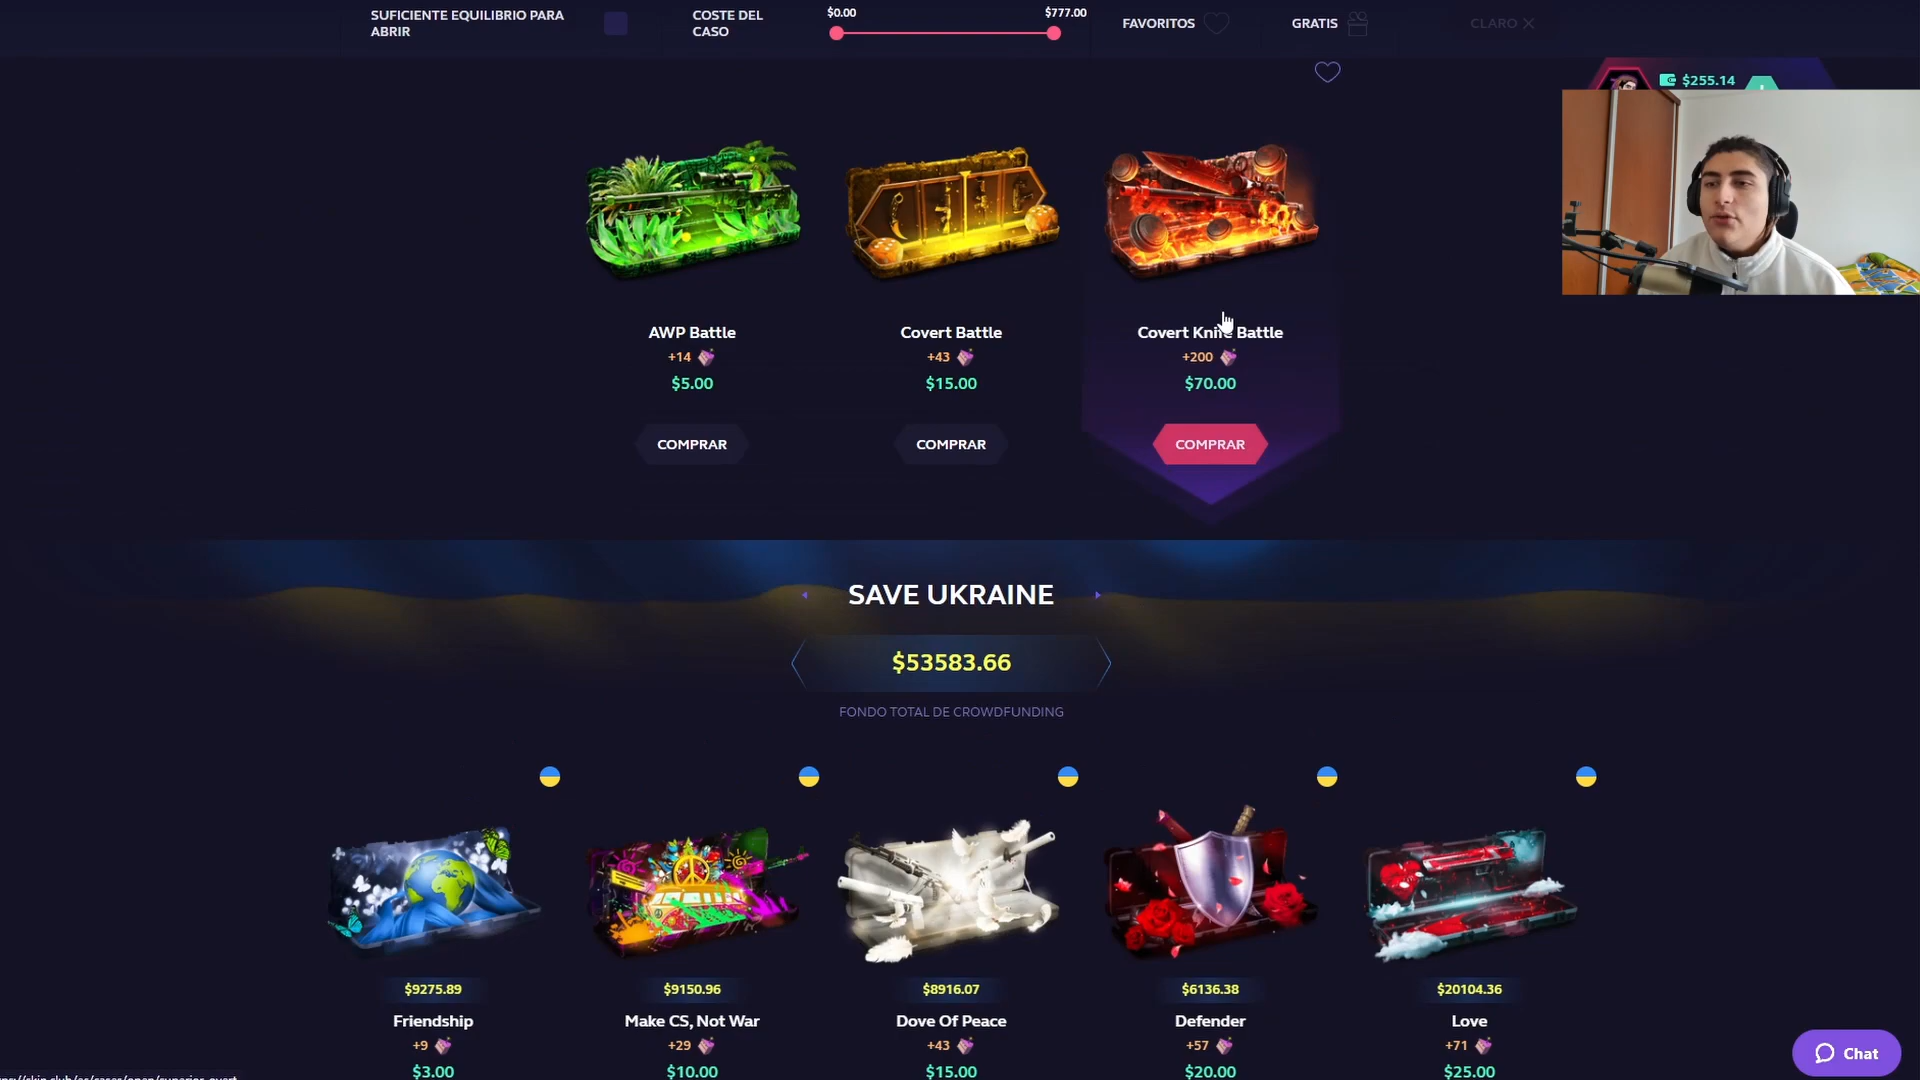 SUFICIENTE EQUILIBRIO PARA
ABRIR
COSTE DEL
CASO
$0.00
$777.00
FAVORITOS
GRATIS
CLARO
$255.14
AWP Battle
+14
$5.00
COMPRAR
Covert Battle
+43
$15.00
COMPRAR
Covert Knife Battle
+200
$70.00
COMPRAR
SAVE UKRAINE
$53583.66
FONDO TOTAL DE CROWDFUNDING
$9275.89
Friendship
+9
$3.00
$9150.96
Make CS, Not War
+29
$10.00
$8916.07
Dove Of Peace
+43
$15.00
$6136.38
Defender
+57
$20.00
$20104.36
Love
+71
$25.00
Chat